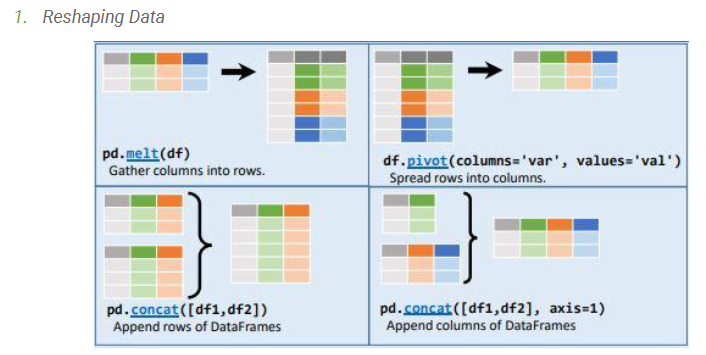 1. Reshaping Data
pd.melt(df)
Gather columns into rows.
df.pivot(columns='var', values='val')
Spread rows into columns.
pd.concat([df1,df2])
Append rows of DataFrames
pd.concat([df1,df2], axis=1)
Append columns of DataFrames